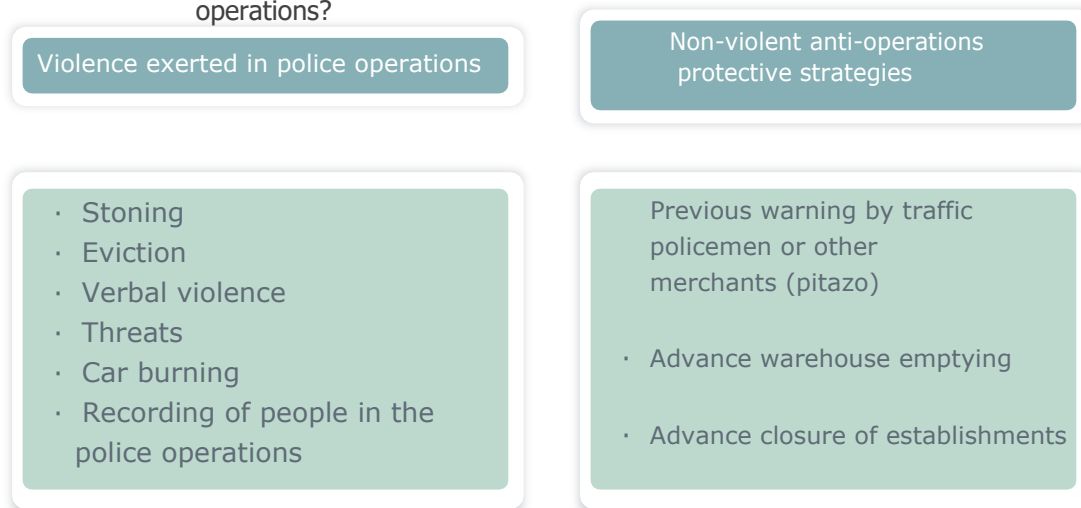 operations?
Violence exerted in police operations
Non-violent anti-operations
protective strategies
· Stoning
· Eviction
· Verbal violence
· Threats
· Car burning
· Recording of people in the
police operations
Previous warning by traffic
policemen or other
merchants (pitazo)
· Advance warehouse emptying
· Advance closure of establishments